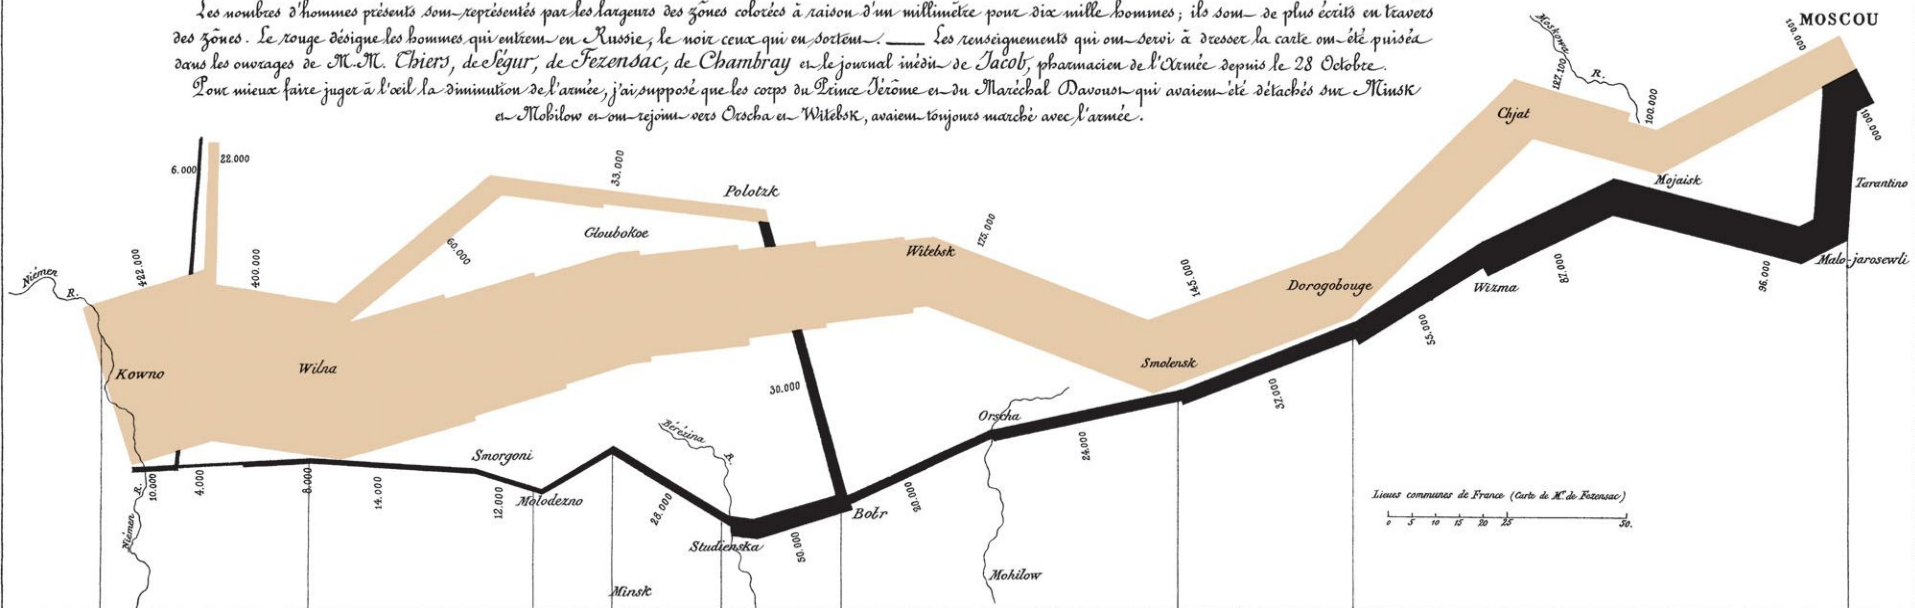 Les nombres d'hommes présents sont représentés par les largeurs des zônes colorées à raison d'un millimètre pour dix mille hommes; ils sont de plus écrits en travers
des zônes. Le rouge désigne les hommes qui entrent en Russie, le noir ceux qui en sortent. — Les renseignements qui ont servi à dresser la carte ont été puisés
dans les ouvrages de M.M. Thiers, de Ségur, de Fezensac, de Chambray et le journal inédit de Jacob, pharmacien de l'Armée depuis le 28 Octobre.
Pour mieux faire juger à l'œil la diminution de l'armée, j'ai supposé que les corps du Prince Jérôme et du Maréchal Davoust qui avaient été détachés sur Minsk
et Mohilow et ont rejoint vers Orscha et Witebsk, avaient toujours marché avec l'armée.
MOSCOU
100.000
Moskowa
R.
127.100
100.000
100.000
Chjat
Mojaisk
Tarantino
Malo-jarosewli
6.000
22.000
33.000
Polotzk
60.000
Gloubokoe
175.000
Witebsk
422.000
400.000
Niémen
R.
145.000
Dorogobouge
Wizma
87.000
96.000
55.000
Kowno
Wilna
Smolensk
30.000
37.000
Orscha
Bérézina
R.
24.000
Smorgoni
10.000
4.000
8.000
14.000
12.000
Molodezno
28.000
20.000
Bobr
R.
Niémen
Studienska
50.000
Lieues communes de France (Carte de M. de Fezensac)
0 5 10 15 20 25 50.
Mohilow
Minsk